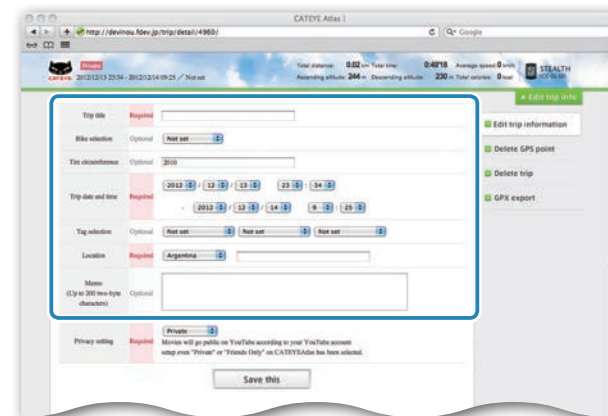 CATEYE Atlas |
http://devinou.fdev.jp/trip/detail/4960/
Google
Private
CATEYE 2012/12/13 23:34 - 2012/12/14 09:25 / Not set
Total distance: 0.02 km Total time: 0:48'18 Average speed 0 km/h
Ascending altitude: 244 m Descending altitude: 230 m Total calories: 0 kcal
STEALTH
Edit trip info
Trip title Required
Bike selection Optional Not set
Tire circumference Optional 2010
Trip date and time Required 2012 / 12 / 13 23 : 34
- 2012 / 12 / 14 9 : 25
Tag selection Optional Not set Not set Not set
Location Required Argentina
Memo
(Up to 200 two-byte
characters)
Optional
Privacy setting Required Private
Movies will go public on YouTube according to your YouTube account
setup even "Private" or "Friends Only" on CATEYEAtlas has been selected.
Save this
Edit trip information
Delete GPS point
Delete trip
GPX export